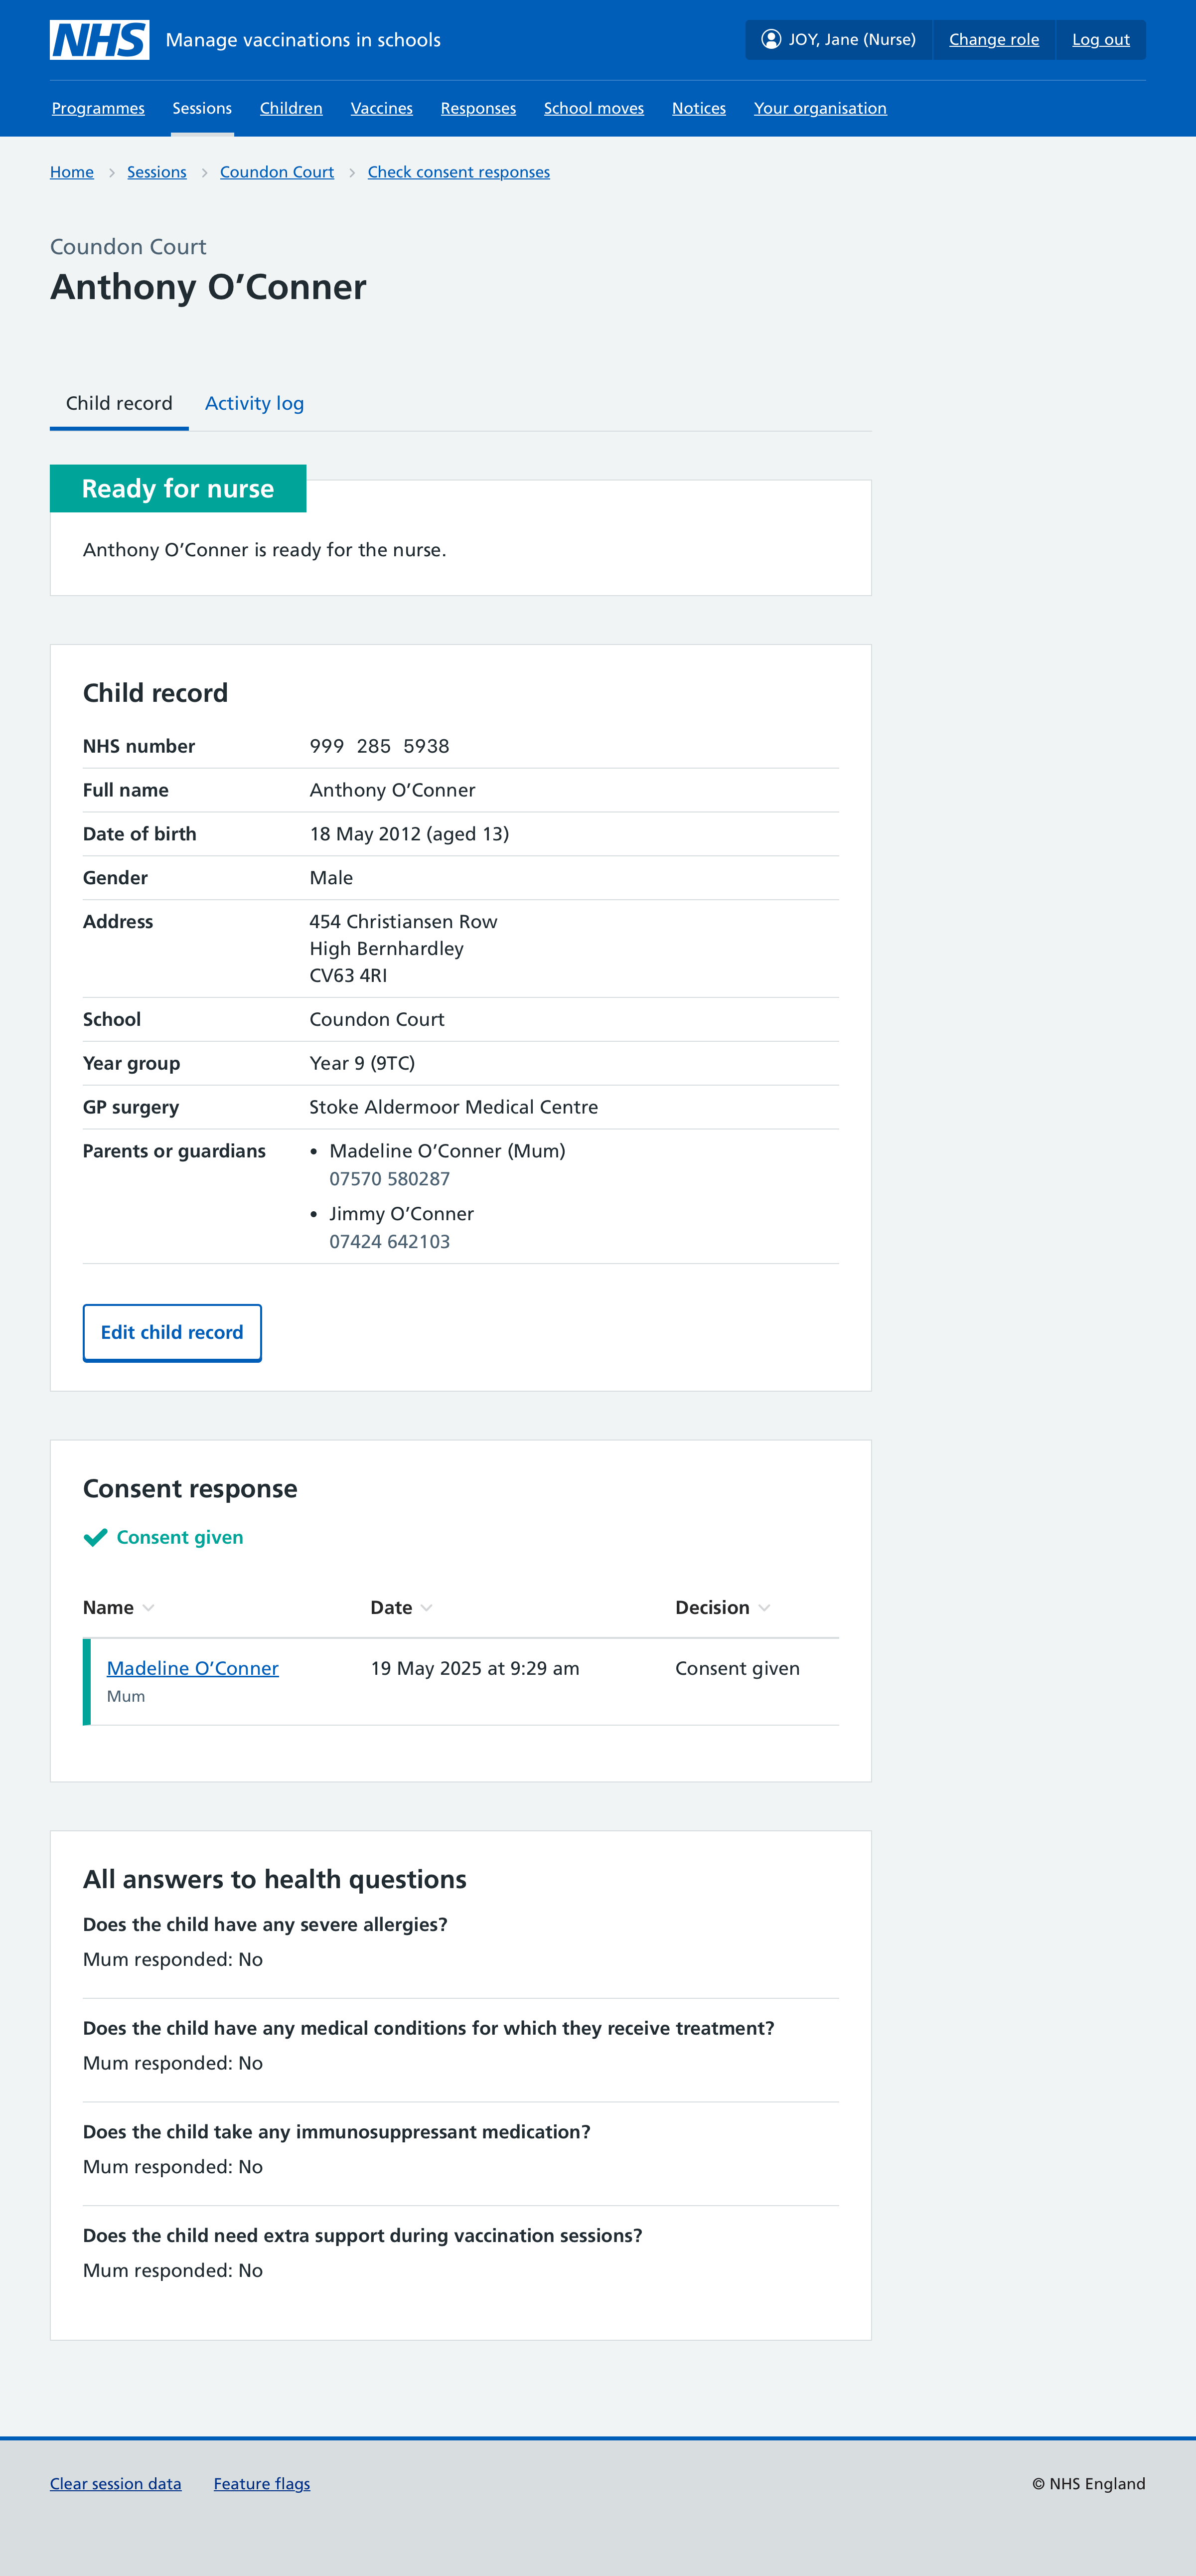 NHS Manage vaccinations in schools
JOY, Jane (Nurse) Change role Log out
Programmes Sessions Children Vaccines Responses School moves Notices Your organisation
Home Sessions Coundon Court Check consent responses
Coundon Court
Anthony O’Conner
Child record Activity log
Ready for nurse
Anthony O’Conner is ready for the nurse.
Child record
NHS number 999 285 5938
Full name Anthony O’Conner
Date of birth 18 May 2012 (aged 13)
Gender Male
Address 454 Christiansen Row
High Bernhardley
CV63 4RI
School Coundon Court
Year group Year 9 (9TC)
GP surgery Stoke Aldermoor Medical Centre
Parents or guardians • Madeline O’Conner (Mum)
07570 580287
• Jimmy O’Conner
07424 642103
Edit child record
Consent response
Consent given
Name Date Decision
Madeline O’Conner 19 May 2025 at 9:29 am Consent given
Mum
All answers to health questions
Does the child have any severe allergies?
Mum responded: No
Does the child have any medical conditions for which they receive treatment?
Mum responded: No
Does the child take any immunosuppressant medication?
Mum responded: No
Does the child need extra support during vaccination sessions?
Mum responded: No
Clear session data Feature flags © NHS England